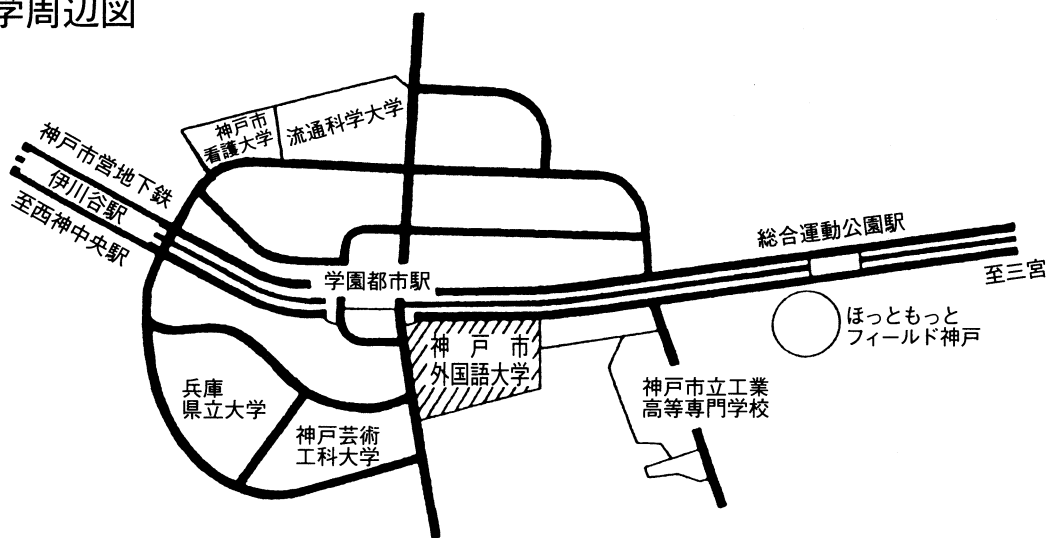 学周辺図
神戸市
看護大学
流通科学大学
神戸市営地下鉄
伊川谷駅
至西神中央駅
学園都市駅
総合運動公園駅
至三宮
ほっともっと
フィールド神戸
神戸市
外国語大学
神戸市立工業
高等専門学校
兵庫
県立大学
神戸芸術
工科大学